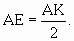 AE = AK/2.